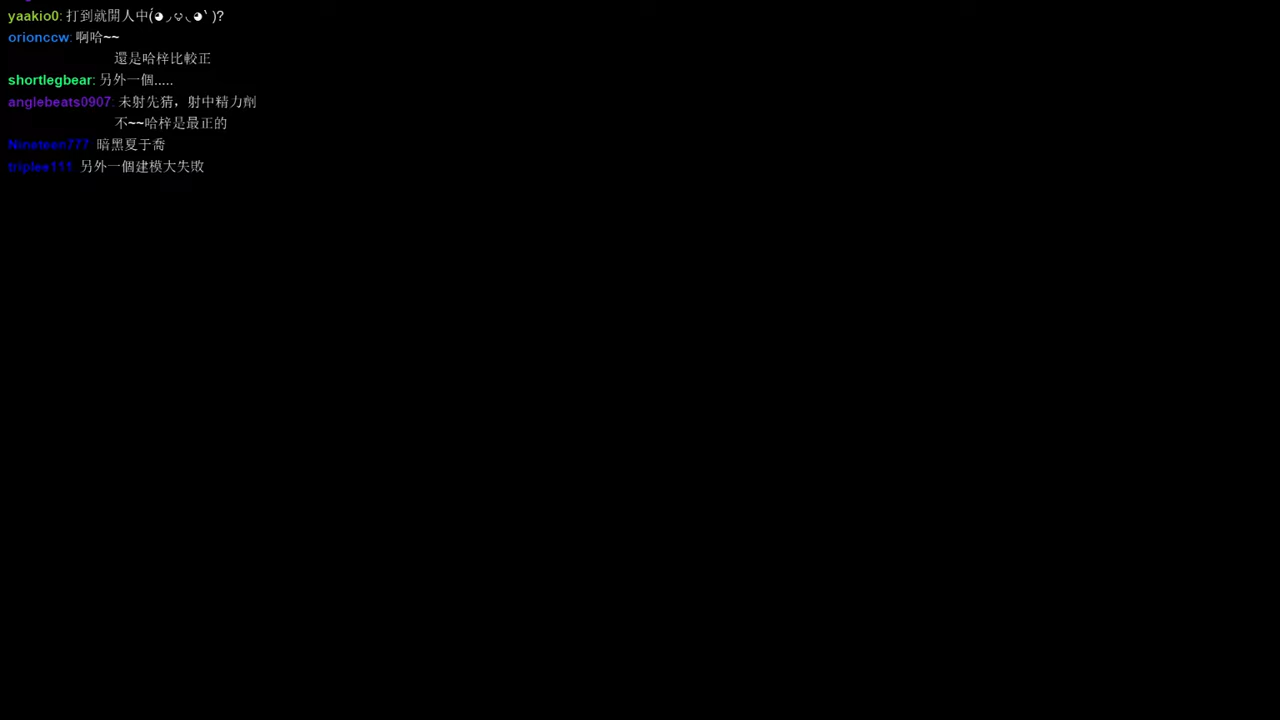 yaakio0: 打到就開人中(́◕◞౪◟◕‵)?
orionccw: 啊哈~~
還是哈梓比較正
shortlegbear: 另外一個.....
anglebeats0907: 未射先猜，射中精力劑
不~~哈梓是最正的
Nineteen777 暗黑夏于喬
triplee111 另外一個建模大失敗